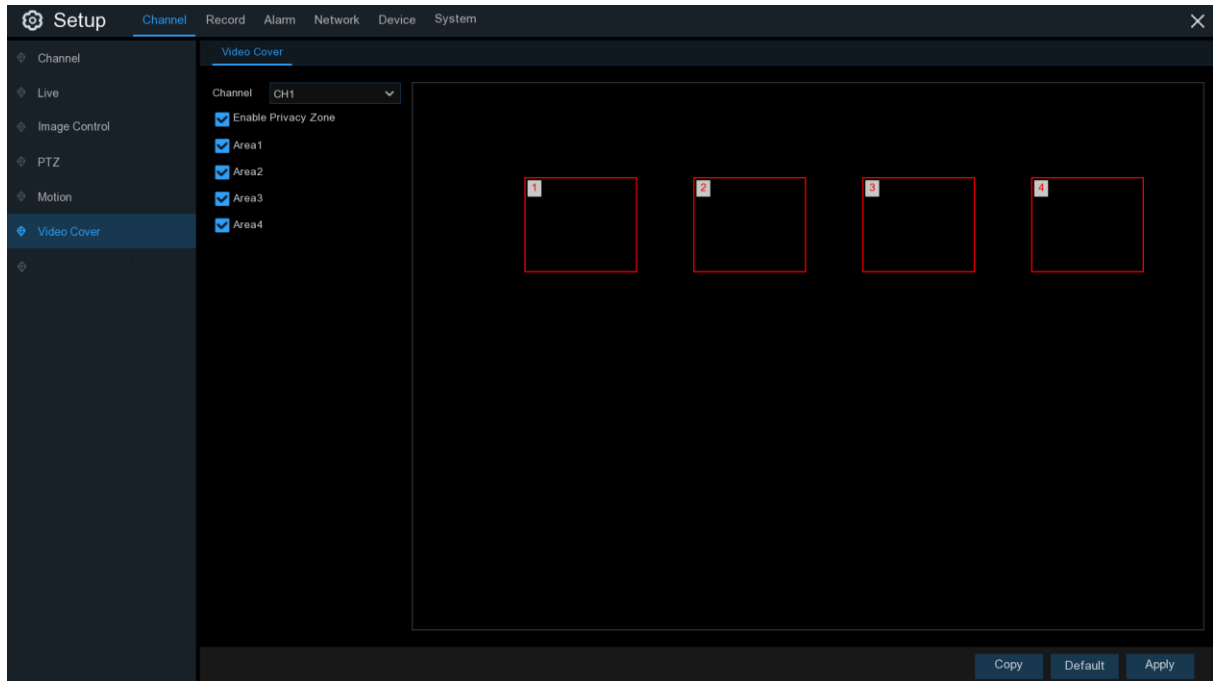 Setup Channel Record Alarm Network Device System
Channel
Live
Image Control
PTZ
Motion
Video Cover
Video Cover
Channel CH1
Enable Privacy Zone
Area1
Area2
Area3
Area4
1 2 3 4
Copy Default Apply